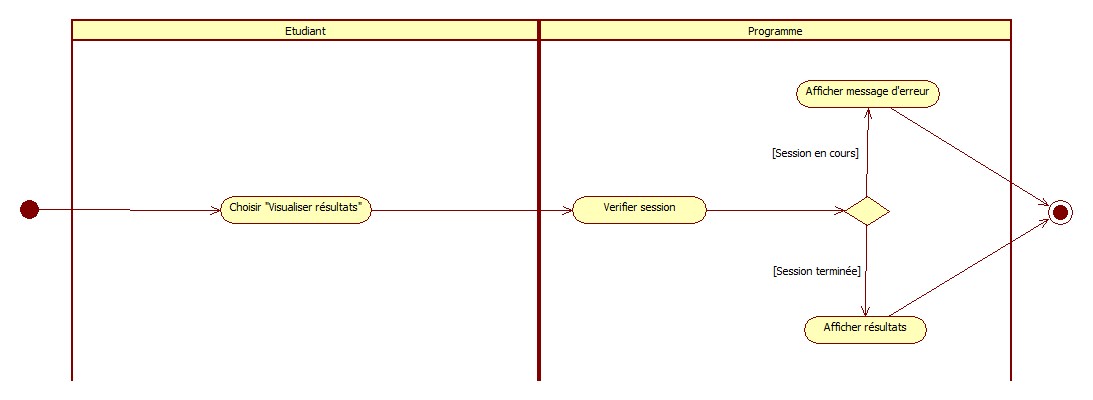 Etudiant
Programme
Afficher message d'erreur
[Session en cours]
Choisir "Visualiser résultats"
Verifier session
[Session terminée]
Afficher résultats